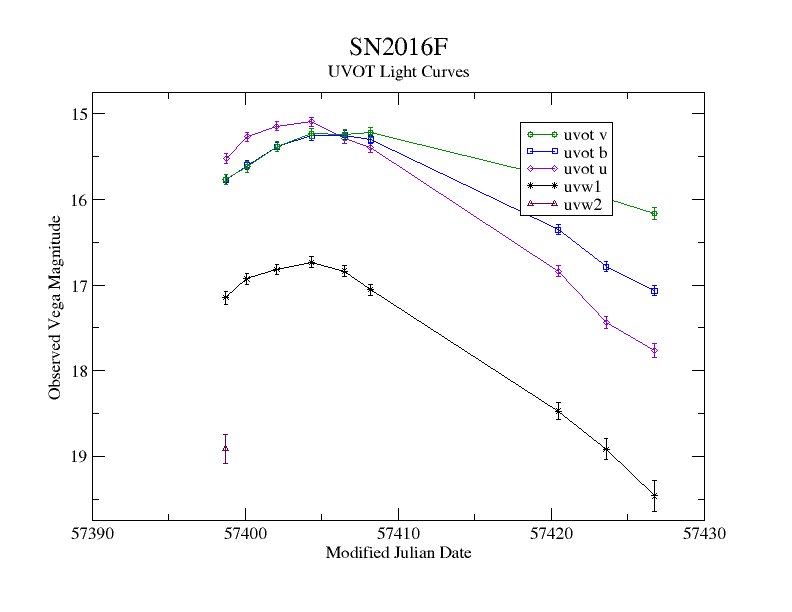 SN2016F
UVOT Light Curves
Observed Vega Magnitude
15
16
17
18
19
uvot v
uvot b
uvot u
uvw1
uvw2
57390 57400 57410 57420 57430
Modified Julian Date